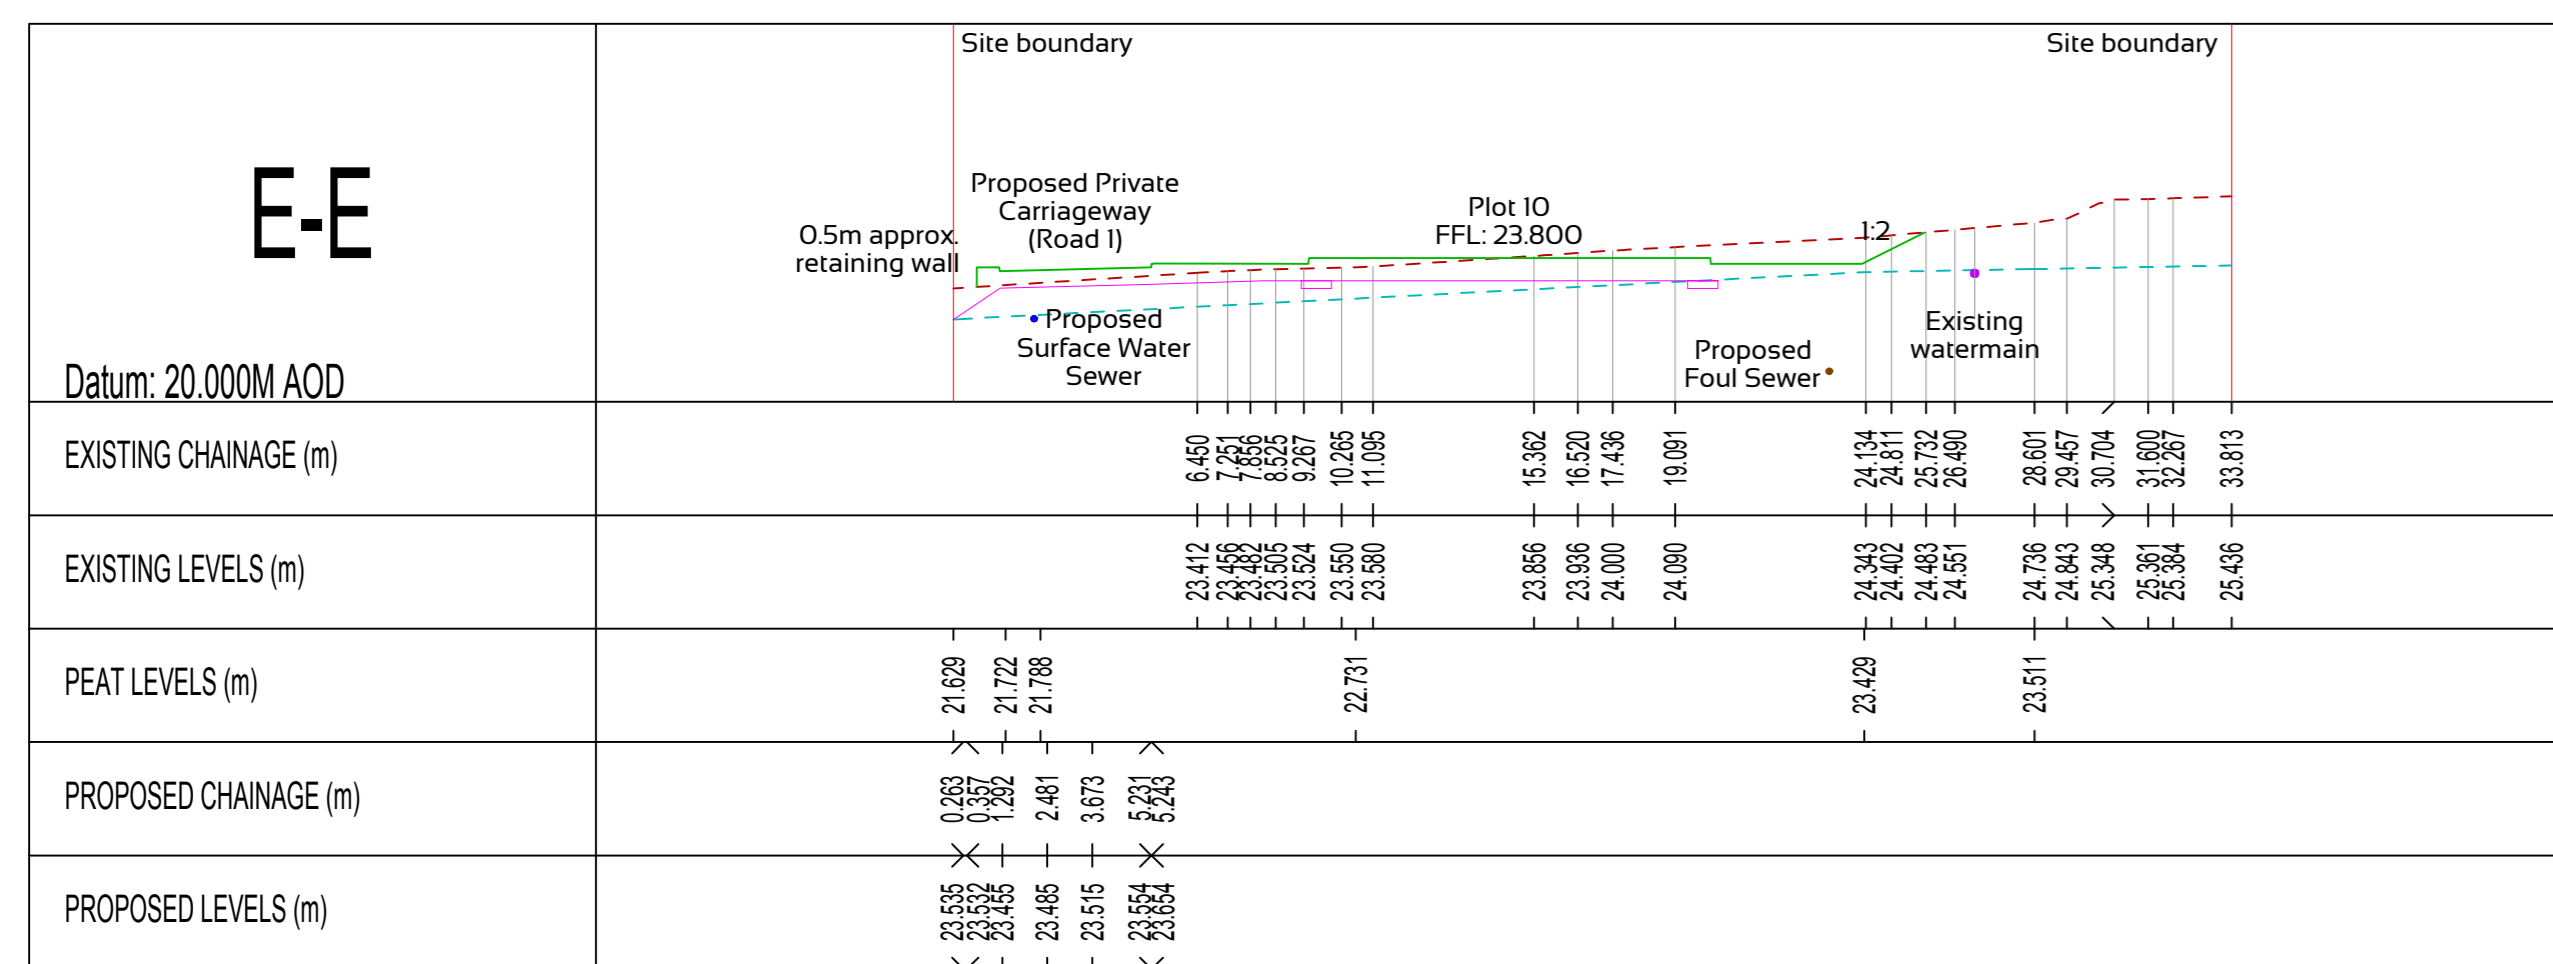 Site boundary
Site boundary
E-E
Proposed Private
Carriageway
(Road 1)
0.5m approx.
retaining wall
Plot 10
FFL: 23.800
1:2
Proposed
Surface Water
Sewer
Proposed
Foul Sewer
Existing
watermain
Datum: 20.000M AOD
EXISTING CHAINAGE (m)
6.450
7.251
7.856
8.525
9.267
10.265
11.095
15.362
16.520
17.436
19.091
24.134
24.811
25.732
26.490
28.601
29.457
30.704
31.600
32.267
33.813
EXISTING LEVELS (m)
23.412
23.456
23.482
23.505
23.524
23.550
23.580
23.856
23.936
24.000
24.090
24.343
24.402
24.483
24.551
24.736
24.843
25.348
25.361
25.384
25.436
PEAT LEVELS (m)
21.629
21.722
21.788
22.731
23.429
23.511
PROPOSED CHAINAGE (m)
0.263
0.357
1.292
2.481
3.673
5.231
5.243
PROPOSED LEVELS (m)
23.535
23.532
23.455
23.485
23.515
23.554
23.654